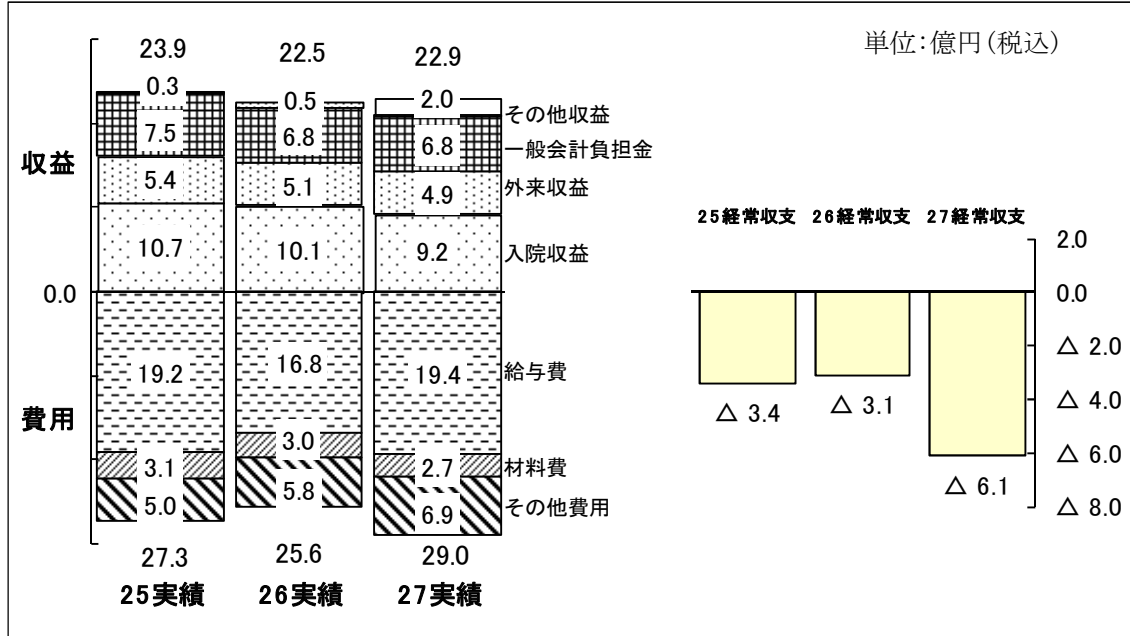 単位：億円（税込）
23.9 22.5 22.9
0.3 0.5 2.0 その他収益
7.5 6.8 6.8 一般会計負担金
収益
5.4 5.1 4.9 外来収益
10.7 10.1 9.2 入院収益
0.0
19.2 16.8 19.4 給与費
費用
3.1 3.0 2.7 材料費
5.0 5.8 6.9 その他費用
27.3 25.6 29.0
25実績 26実績 27実績
25経常収支 26経常収支 27経常収支
2.0
0.0
△ 2.0
△ 4.0
△ 6.0
△ 8.0
△ 3.4 △ 3.1 △ 6.1